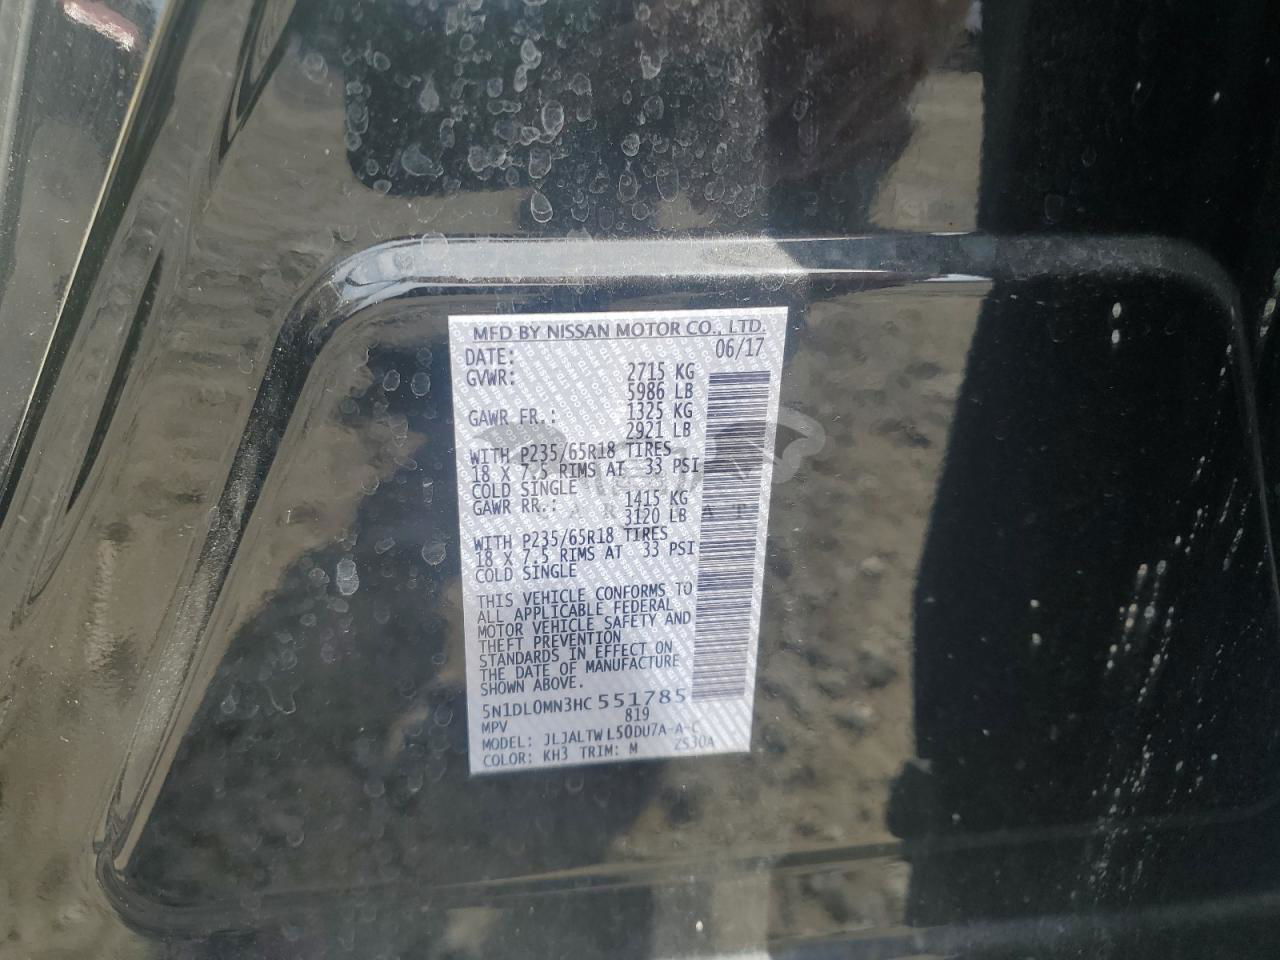 MFD BY NISSAN MOTOR CO., LTD.
DATE: 06/17
GVWR: 2715 KG
5986 LB
GAWR FR.: 1325 KG
2921 LB
WITH P235/65R18 TIRES
18 X 7.5 RIMS AT 33 PSI
COLD SINGLE
GAWR RR.: 1415 KG
3120 LB
WITH P235/65R18 TIRES
18 X 7.5 RIMS AT 33 PSI
COLD SINGLE
THIS VEHICLE CONFORMS TO
ALL APPLICABLE FEDERAL
MOTOR VEHICLE SAFETY AND
THEFT PREVENTION
STANDARDS IN EFFECT ON
THE DATE OF MANUFACTURE
SHOWN ABOVE.
5N1DL0MN3HC551785
MPV 819
MODEL: JLJALTWL50DU7A-A-C
COLOR: KH3 TRIM: M Z530A